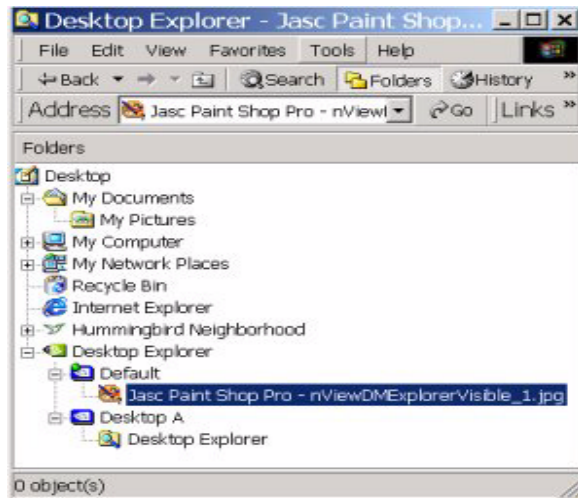 Desktop Explorer - Jasc Paint Shop...
File Edit View Favorites Tools Help
Back Search Folders History »
Address Jasc Paint Shop Pro - nView Go Links »
Folders
Desktop
My Documents
My Pictures
My Computer
My Network Places
Recycle Bin
Internet Explorer
Hummingbird Neighborhood
Desktop Explorer
Default
Jasc Paint Shop Pro - nViewDMExplorerVisible_1.jpg
Desktop A
Desktop Explorer
0 object(s)